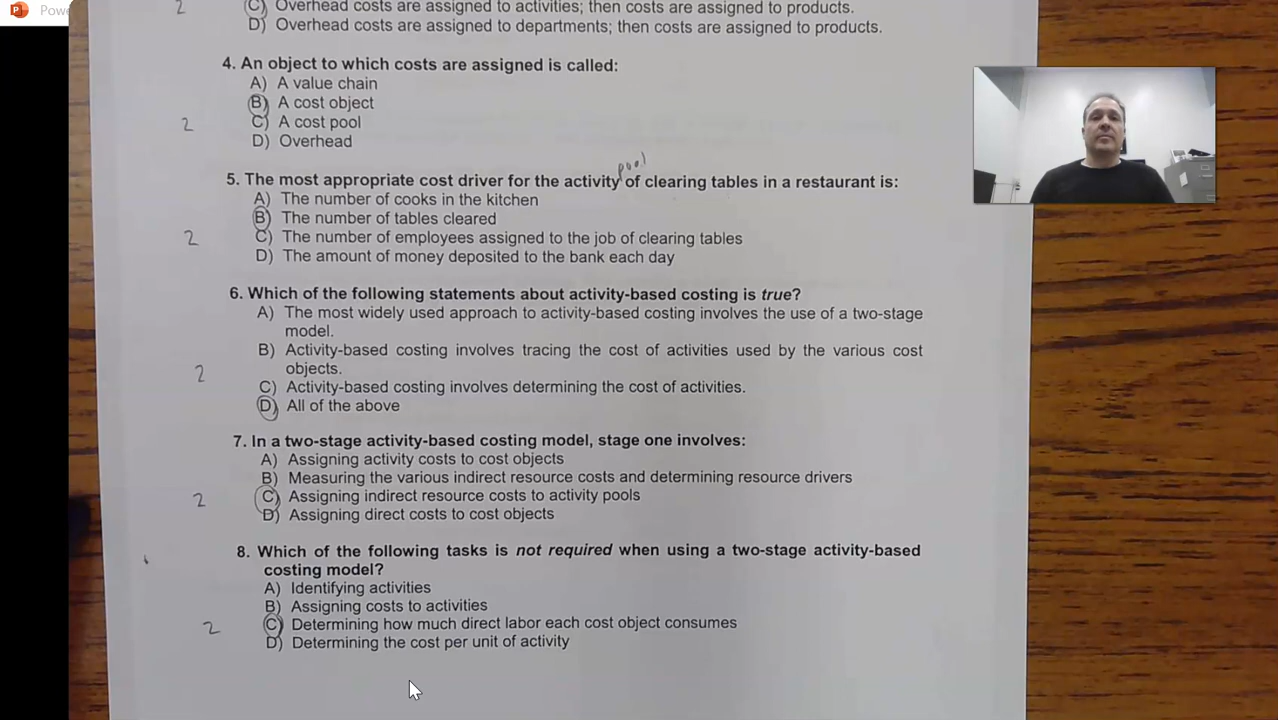 Powe
2
C) Overhead costs are assigned to activities; then costs are assigned to products.
D) Overhead costs are assigned to departments; then costs are assigned to products.
4. An object to which costs are assigned is called:
A) A value chain
B) A cost object
C) A cost pool
2
D) Overhead
pool
5. The most appropriate cost driver for the activity of clearing tables in a restaurant is:
A) The number of cooks in the kitchen
B) The number of tables cleared
2
C) The number of employees assigned to the job of clearing tables
D) The amount of money deposited to the bank each day
6. Which of the following statements about activity-based costing is true?
A) The most widely used approach to activity-based costing involves the use of a two-stage
model.
B) Activity-based costing involves tracing the cost of activities used by the various cost
objects.
2
C) Activity-based costing involves determining the cost of activities.
D) All of the above
7. In a two-stage activity-based costing model, stage one involves:
A) Assigning activity costs to cost objects
B) Measuring the various indirect resource costs and determining resource drivers
2
C) Assigning indirect resource costs to activity pools
D) Assigning direct costs to cost objects
8. Which of the following tasks is not required when using a two-stage activity-based
costing model?
A) Identifying activities
B) Assigning costs to activities
2
C) Determining how much direct labor each cost object consumes
D) Determining the cost per unit of activity